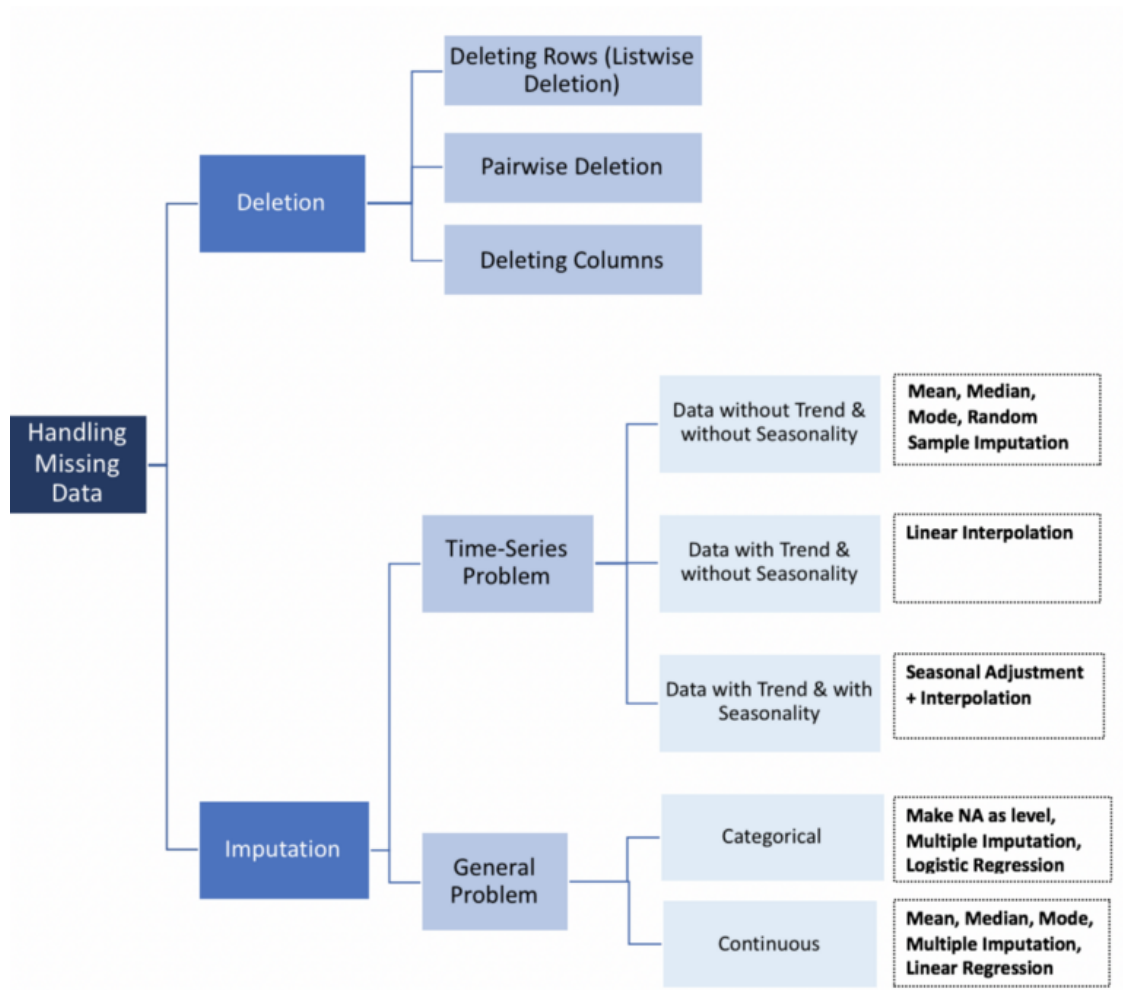 Deleting Rows (Listwise
Deletion)
Deletion
Pairwise Deletion
Deleting Columns
Handling
Missing
Data
Data without Trend &
without Seasonality
Mean, Median,
Mode, Random
Sample Imputation
Time-Series
Problem
Data with Trend &
without Seasonality
Linear Interpolation
Data with Trend & with
Seasonality
Seasonal Adjustment
+ Interpolation
Imputation
General
Problem
Categorical
Make NA as level,
Multiple Imputation,
Logistic Regression
Continuous
Mean, Median, Mode,
Multiple Imputation,
Linear Regression